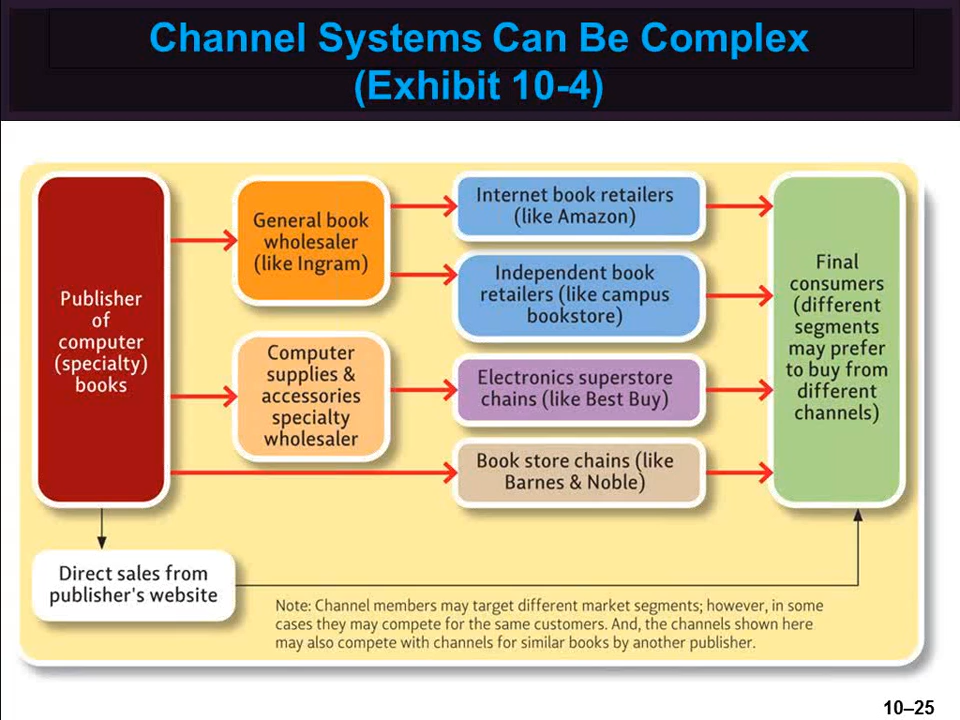 Channel Systems Can Be Complex
(Exhibit 10-4)
Publisher
of
computer
(specialty)
books
General book
wholesaler
(like Ingram)
Computer
supplies &
accessories
specialty
wholesaler
Internet book retailers
(like Amazon)
Independent book
retailers (like campus
bookstore)
Electronics superstore
chains (like Best Buy)
Book store chains (like
Barnes & Noble)
Final
consumers
(different
segments
may prefer
to buy from
different
channels)
Direct sales from
publisher's website
Note: Channel members may target different market segments; however, in some
cases they may compete for the same customers. And, the channels shown here
may also compete with channels for similar books by another publisher.
10–25